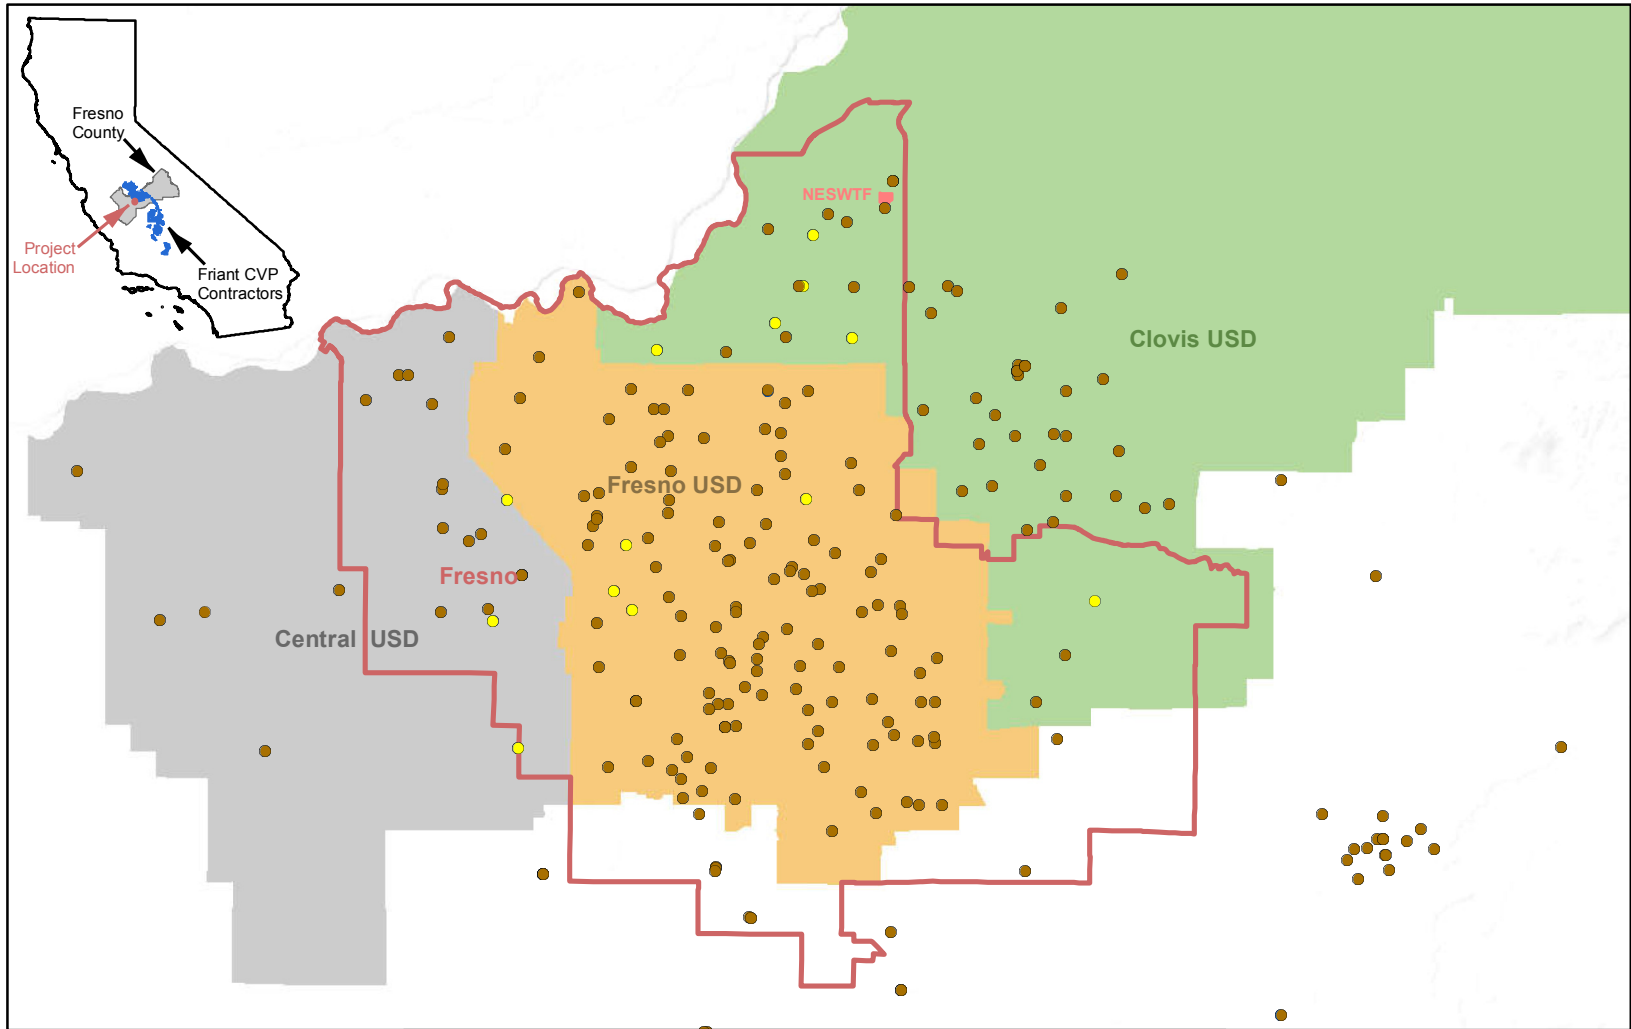 Fresno
County
Project
Location
Friant CVP
Contractors
NESWTF
Clovis USD
Fresno USD
Fresno
Central USD